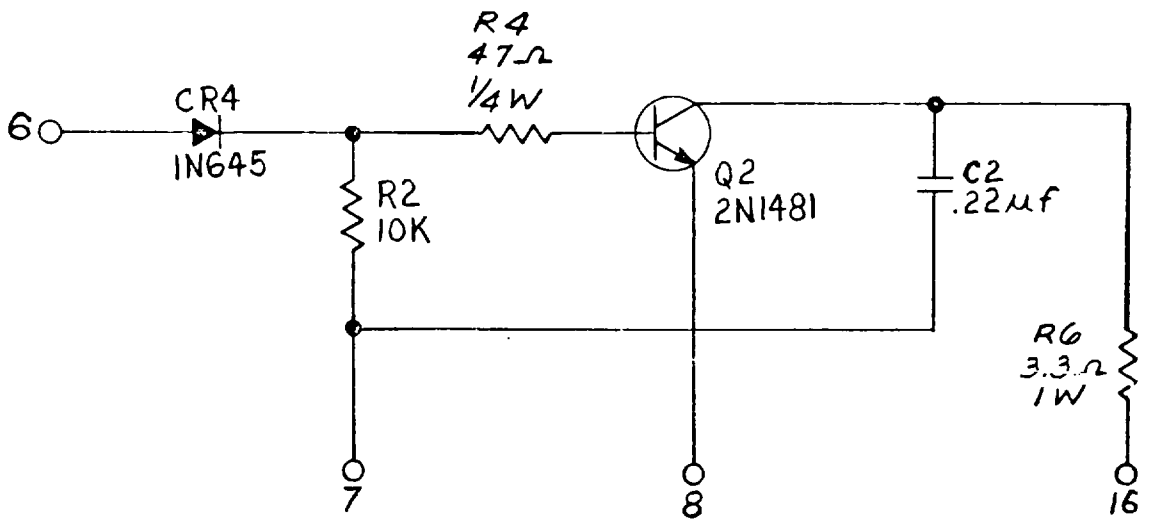 R4
47Ω
1/4 W
CR4
6
1N645
R2
10K
Q2
2N1481
C2
.22μf
R6
3.3Ω
1W
7
8
16